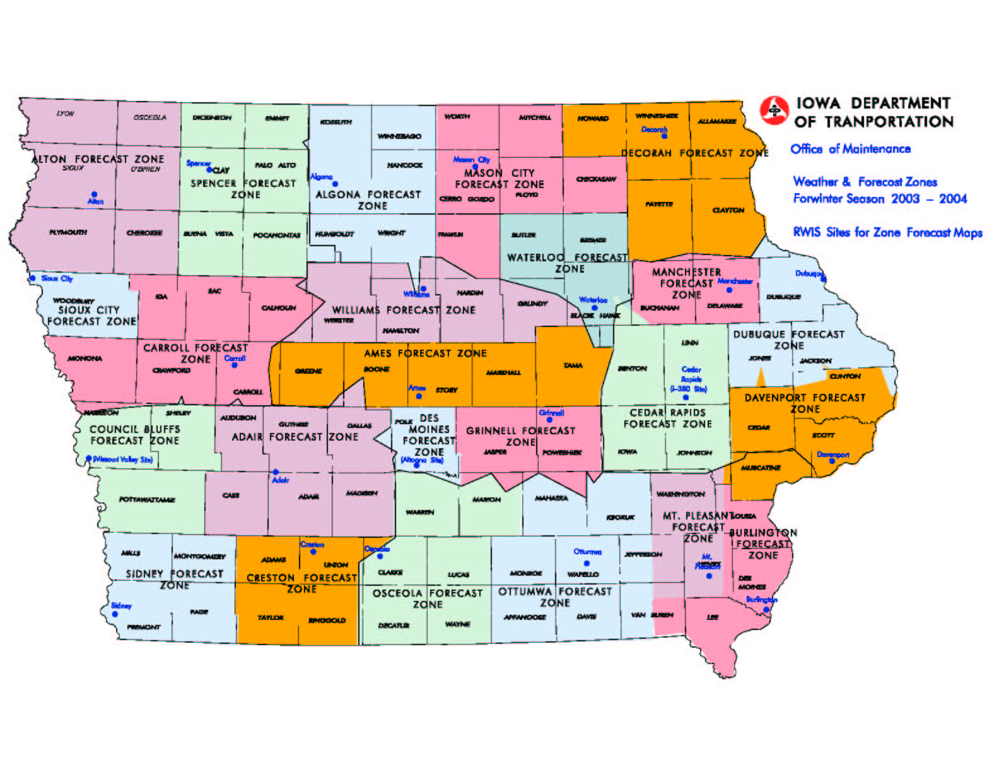 IOWA DEPARTMENT
OF TRANPORTATION
Office of Maintenance
Weather & Forecost Zones
Forwinter Season 2003 - 2004
RWIS Sites for Zone Forecast Maps
LYON
OSCEOLA
DICKINSON
EMMET
KOSSUTH
WINNEBAGO
WORTH
MITCHELL
HOWARD
WINNESHIEK
ALLAMAKEE
Decorah
DECORAH FORECAST ZONE
ALTON FORECAST ZONE
SIOUX
O'BRIEN
Alton
Spencer
CLAY
PALO ALTO
SPENCER FORECAST
ZONE
Algona
HANCOCK
ALGONA FORECAST
ZONE
Mason City
MASON CITY
FORECAST ZONE
CERRO GORDO
FLOYD
CHICKASAW
FAYETTE
CLAYTON
PLYMOUTH
CHEROKEE
BUENA VISTA
POCAHONTAS
HUMBOLDT
WRIGHT
FRANKLIN
BUTLER
BREMER
WATERLOO FORECAST
ZONE
Sioux City
WOODBURY
SIOUX CITY
FORECAST ZONE
IDA
SAC
CALHOUN
Williams
HARDIN
WILLIAMS FORECAST ZONE
WEBSTER
HAMILTON
GRUNDY
Waterloo
BLACK HAWK
MANCHESTER
FORECAST
ZONE
Manchester
BUCHANAN
DELAWARE
Dubuque
DUBUQUE
DUBUQUE FORECAST
ZONE
JONES
JACKSON
MONONA
CARROLL FORECAST
ZONE
Carroll
CRAWFORD
CARROLL
AMES FORECAST ZONE
GREENE
BOONE
Ames
STORY
MARSHALL
TAMA
BENTON
LINN
Cedar
Rapids
(I-380 Site)
CEDAR RAPIDS
FORECAST ZONE
IOWA
JOHNSON
CLINTON
DAVENPORT FORECAST
ZONE
CEDAR
SCOTT
Davenport
MUSCATINE
HARRISON
SHELBY
COUNCIL BLUFFS
FORECAST ZONE
(Missouri Valley Site)
AUDUBON
GUTHRIE
DALLAS
ADAIR FORECAST ZONE
Adair
POLK
DES
MOINES
FORECAST
ZONE
(Altoona Site)
Grinnell
GRINNELL FORECAST
ZONE
JASPER
POWESHIEK
POTTAWATTAMIE
CASS
ADAIR
MADISON
WARREN
MARION
MAHASKA
KEOKUK
WASHINGTON
MT. PLEASANT
FORECAST
ZONE
LOUISA
BURLINGTON
FORECAST
ZONE
MILLS
MONTGOMERY
SIDNEY FORECAST
ZONE
Sidney
FREMONT
PAGE
Creston
ADAMS
UNION
CRESTON FORECAST
ZONE
TAYLOR
RINGGOLD
Osceola
CLARKE
LUCAS
OSCEOLA FORECAST
ZONE
DECATUR
WAYNE
Ottumwa
MONROE
WAPELLO
OTTUMWA FORECAST
ZONE
APPANOOSE
DAVIS
JEFFERSON
Mt.
HENRY
Pleasant
VAN BUREN
DES
MOINES
Burlington
LEE